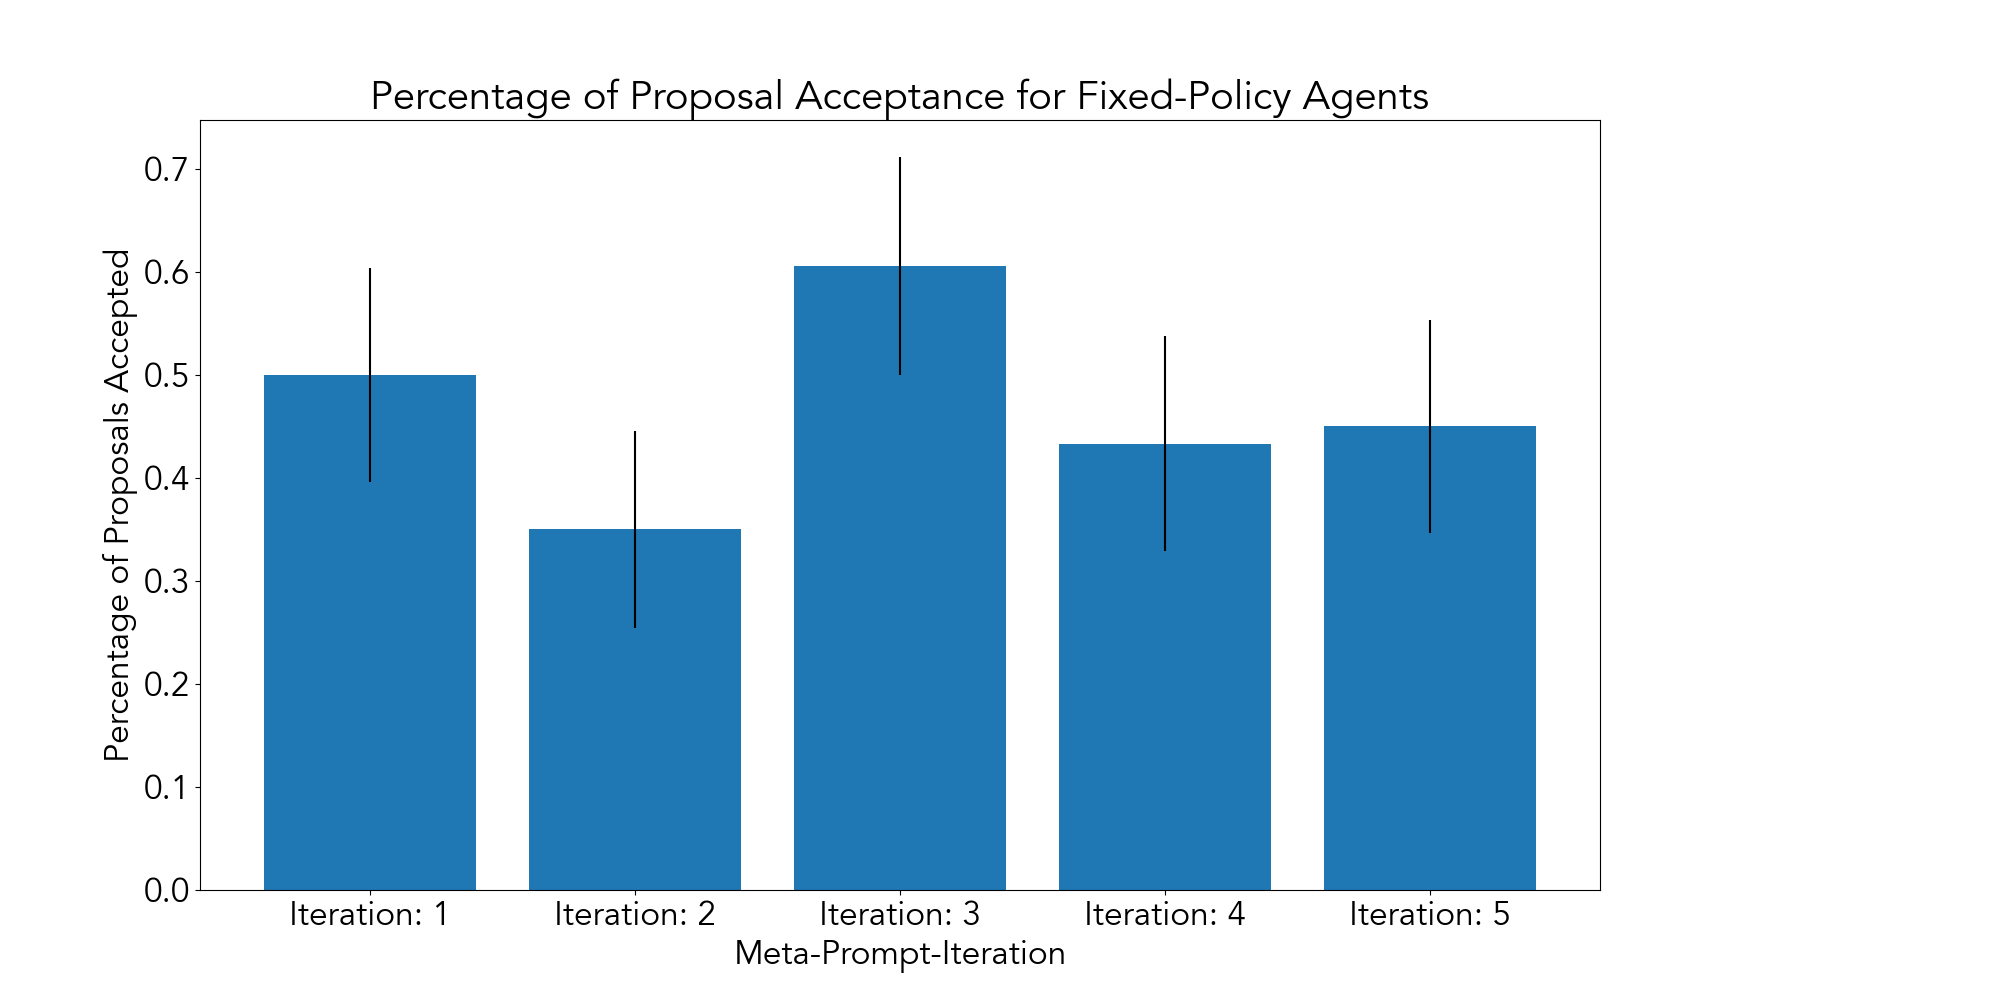 Percentage of Proposal Acceptance for Fixed-Policy Agents
Percentage of Proposals Accepted
0.7
0.6
0.5
0.4
0.3
0.2
0.1
0.0
Iteration: 1 Iteration: 2 Iteration: 3 Iteration: 4 Iteration: 5
Meta-Prompt-Iteration